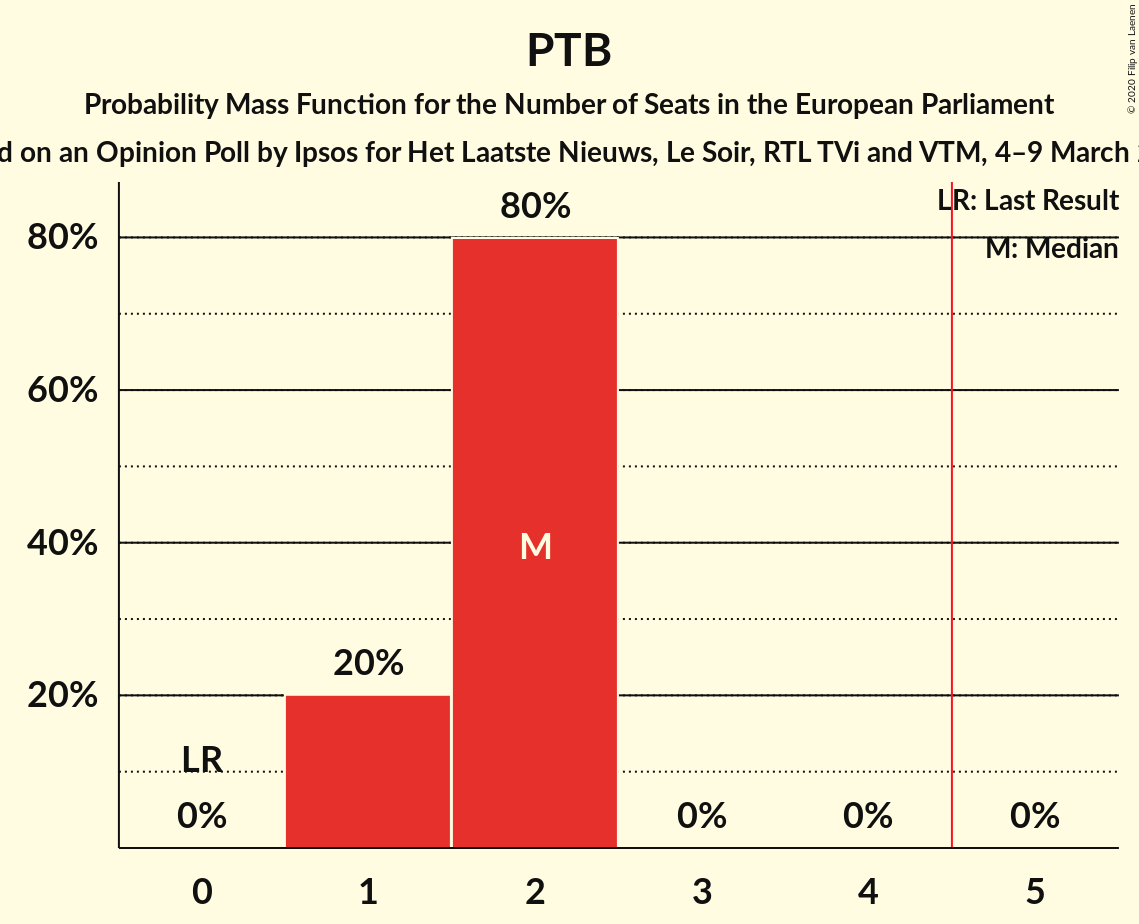 PTB
Probability Mass Function for the Number of Seats in the European Parliament
d on an Opinion Poll by Ipsos for Het Laatste Nieuws, Le Soir, RTL TVi and VTM, 4–9 March
© 2020 Filip van Laenen
LR: Last Result
M: Median
80%
80%
60%
40%
M
20%
20%
LR
0%
0%
0%
0%
0 1 2 3 4 5